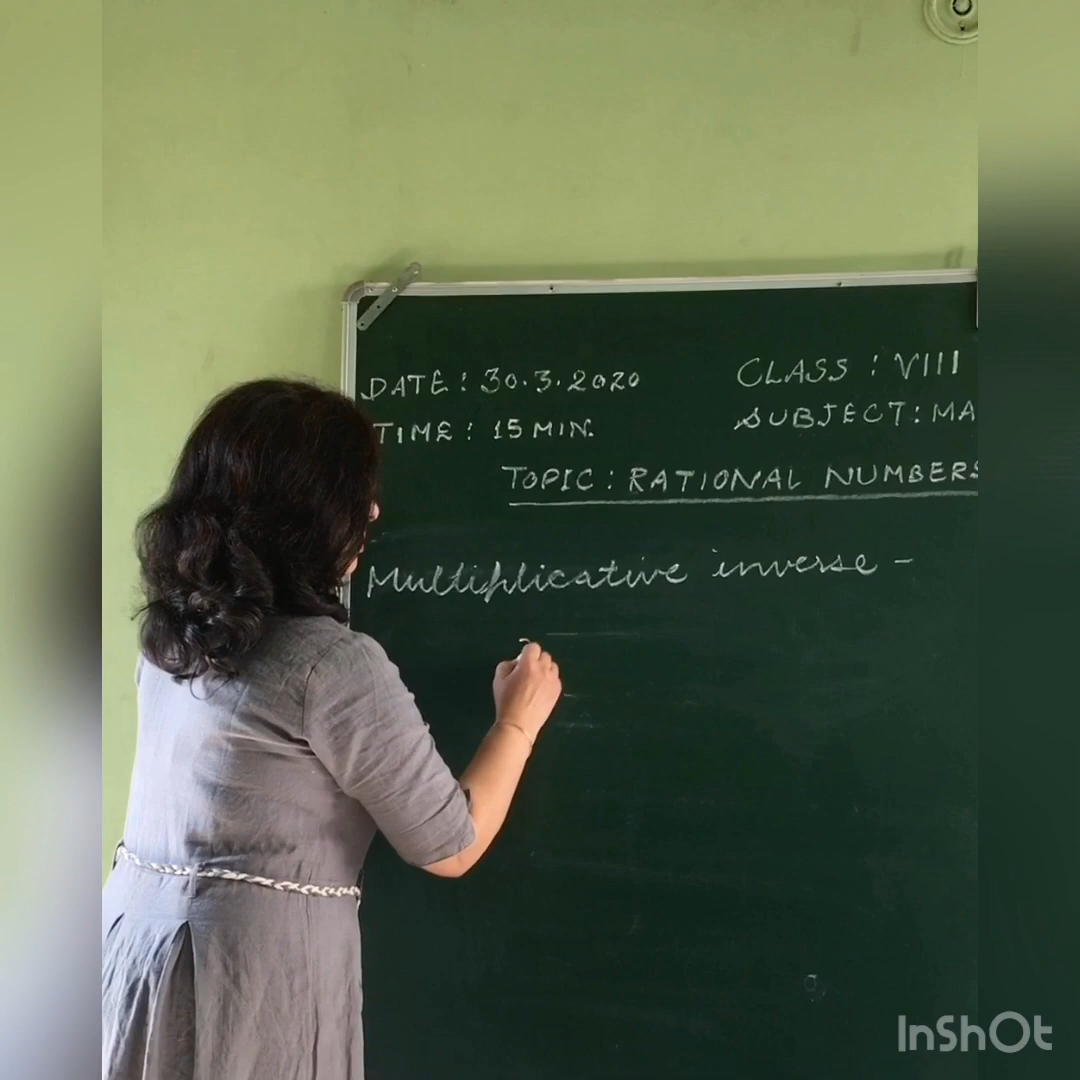 DATE: 30.3.2020
CLASS: VIII
TIME: 15 MIN.
SUBJECT: MA
TOPIC: RATIONAL NUMBERS
Multiplicative inverse -
InShOt